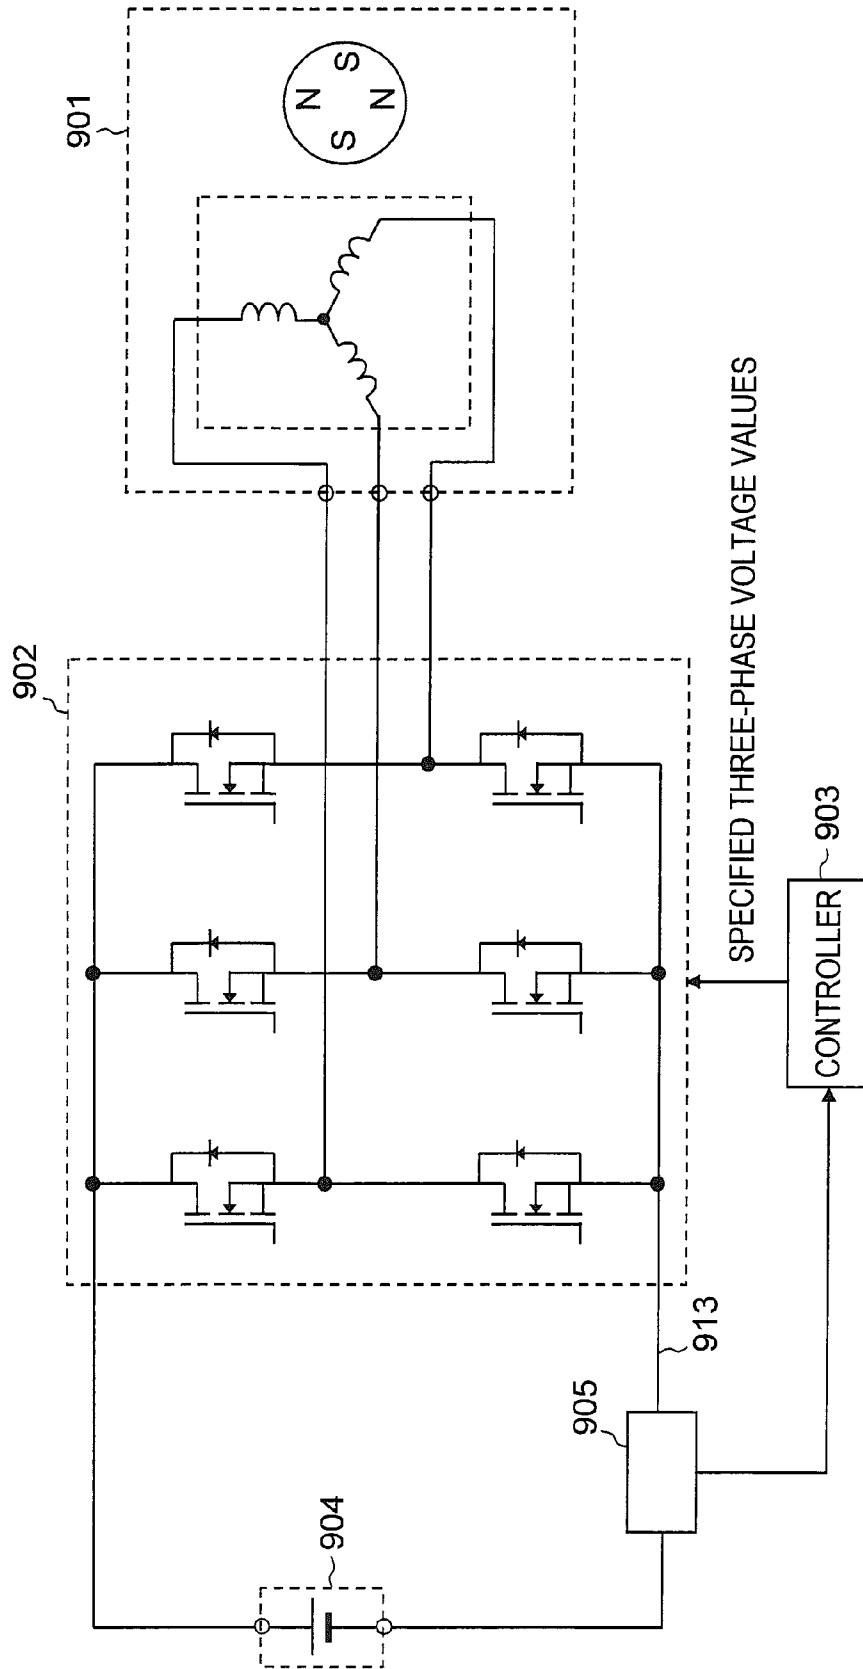 901
N
S
S
N
902
SPECIFIED THREE-PHASE VOLTAGE VALUES
903
CONTROLLER
913
905
904